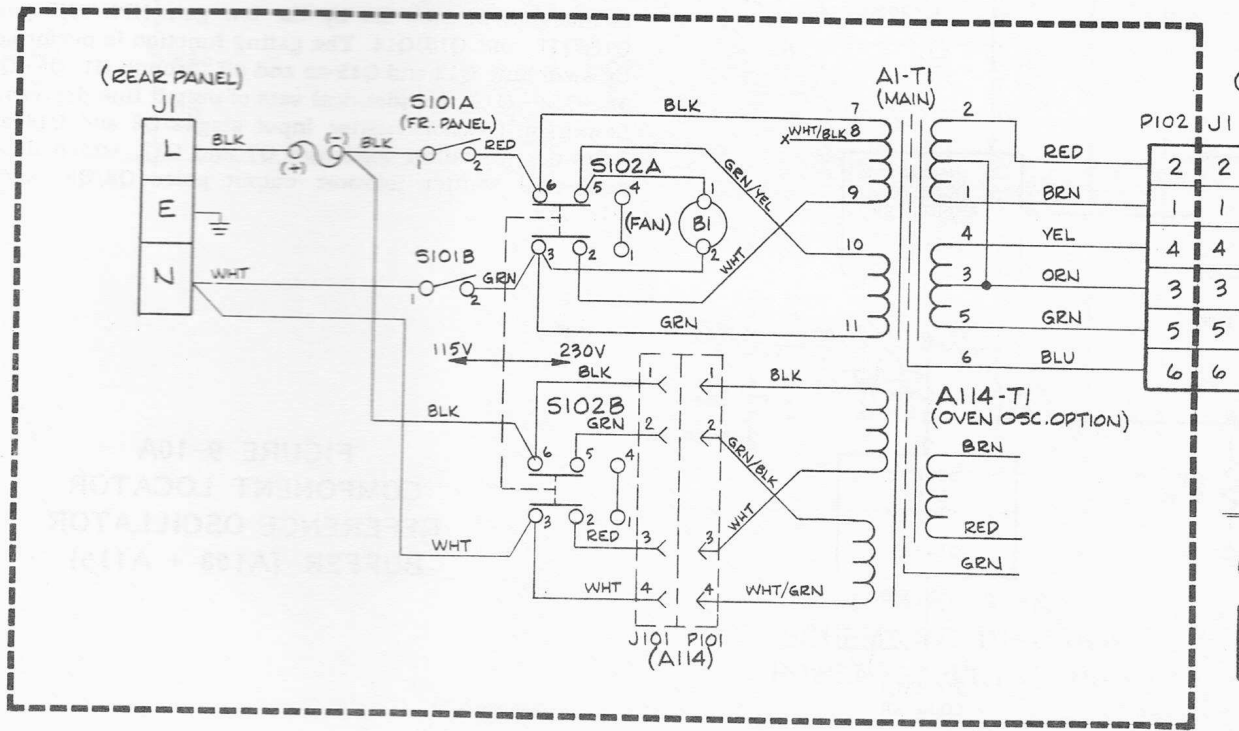 (REAR PANEL)
J1
L
E
N
BLK
(-)
(+)
BLK
S101A
(FR. PANEL)
1
2
RED
WHT
S101B
1
2
GRN
BLK
S102A
6
5
4
3
2
1
(FAN)
1
B1
2
GRN/YEL
WHT
GRN
A1-T1
(MAIN)
7
WHT/BLK 8
X
9
10
11
2
RED
1
BRN
4
YEL
3
ORN
5
GRN
6
BLU
P102 J1
2 2
1 1
4 4
3 3
5 5
6 6
115V
230V
BLK
WHT
S102B
6
5
4
3
2
1
BLK
GRN
RED
WHT
1
2
3
4
1
2
3
4
J101 P101
(A114)
BLK
GRN/BLK
WHT
WHT/GRN
A114-T1
(OVEN OSC. OPTION)
BRN
RED
GRN
FIGURE 9-10A
COMPONENT LOCATOR
REFERENCE OSCILLATOR